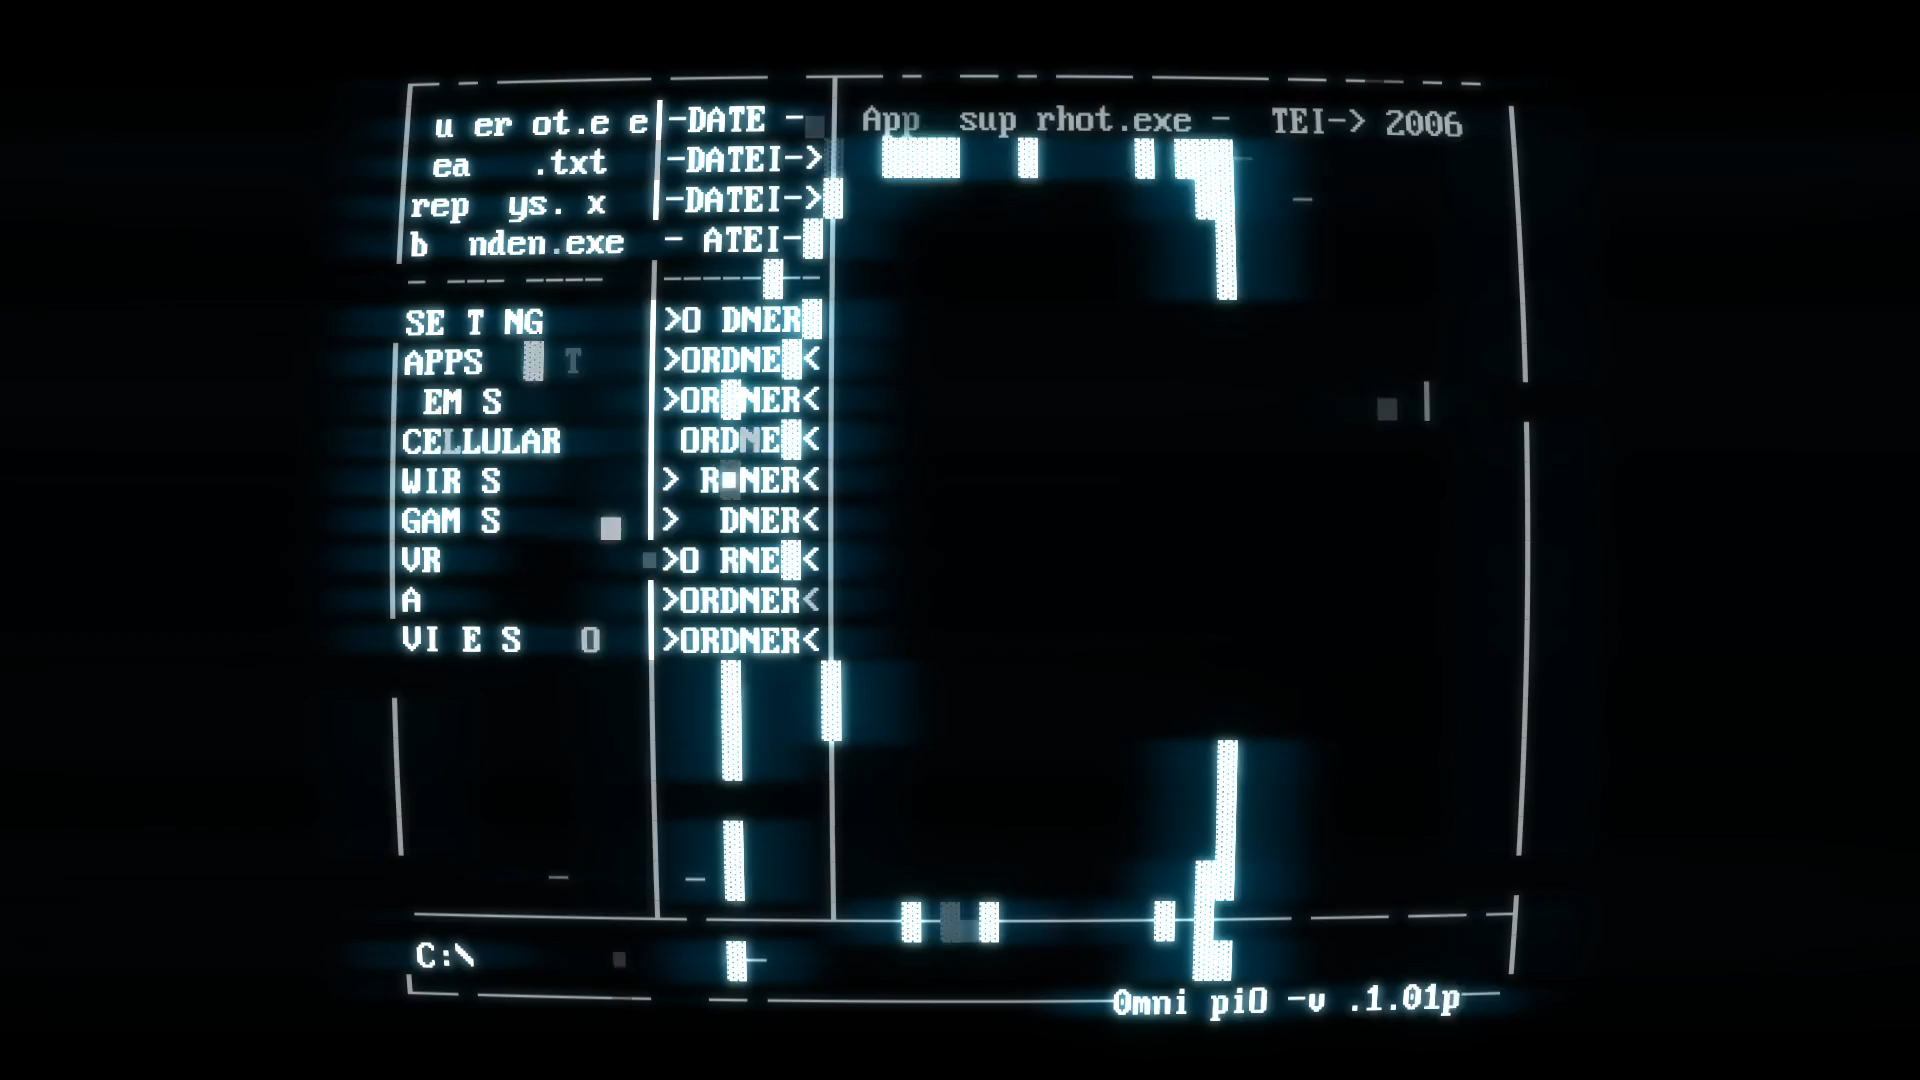 u er ot.e e -DATE -
ea .txt -DATEI->
rep ys. x -DATEI->
b nden.exe - ATEI-
SE T NG >O DNER
APPS T >ORDNE <
EM S >OR NER<
CELLULAR ORDNE <
WIR S > R NER<
GAM S > DNER<
VR >O RNE <
A >ORDNER<
VI E S O >ORDNER<
App sup rhot.exe - TEI-> 2006
C:\
0mni piO -v .1.01p